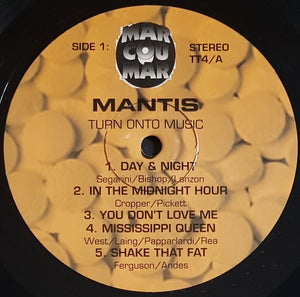 MAR
COU
MAR
SIDE 1:
STEREO
TT4/A
MANTIS
TURN ONTO MUSIC
1. DAY & NIGHT
Segarini/Bishop/Lanzon
2. IN THE MIDNIGHT HOUR
Cropper/Pickett
3. YOU DON'T LOVE ME
4. MISSISSIPPI QUEEN
West/Laing/Papparlardi/Rea
5. SHAKE THAT FAT
Ferguson/Andes